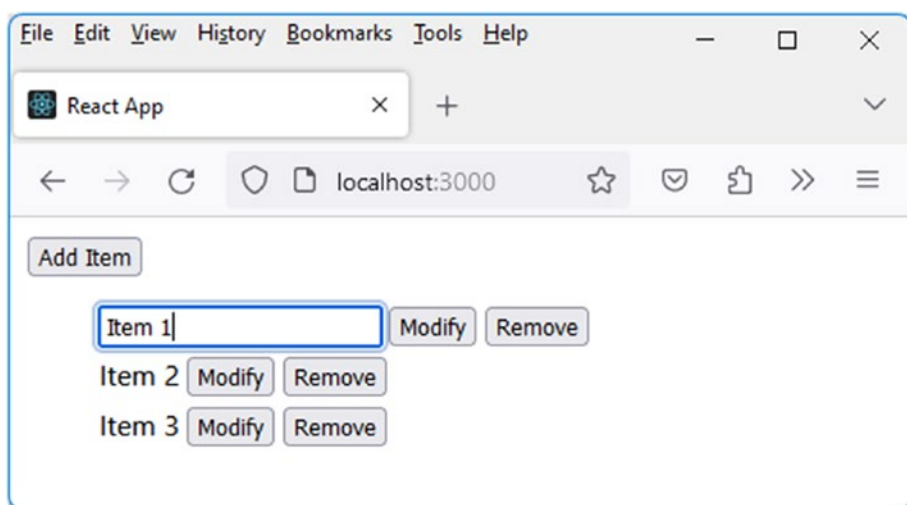 File Edit View History Bookmarks Tools Help
React App
localhost:3000
Add Item
Item 1 Modify Remove
Item 2 Modify Remove
Item 3 Modify Remove